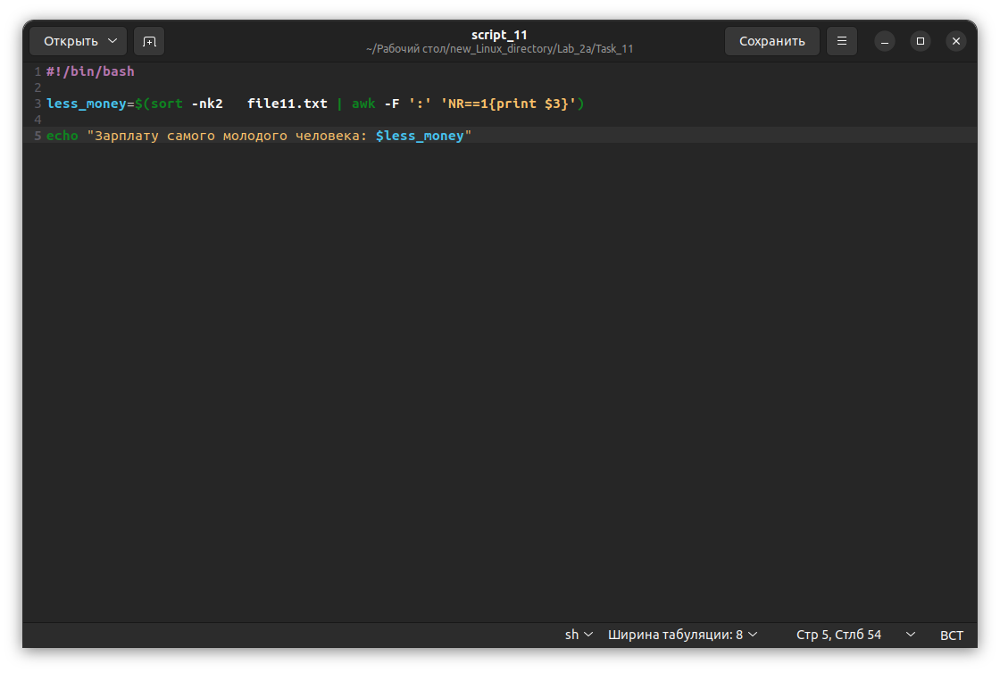 Открыть
script_11
~/Рабочий стол/new_Linux_directory/Lab_2a/Task_11
Сохранить
1 #!/bin/bash
2
3 less_money=$(sort -nk2   file11.txt | awk -F ':' 'NR==1{print $3}')
4
5 echo "Зарплату самого молодого человека: $less_money"
sh Ширина табуляции: 8 Стр 5, Стлб 54 ВСТ